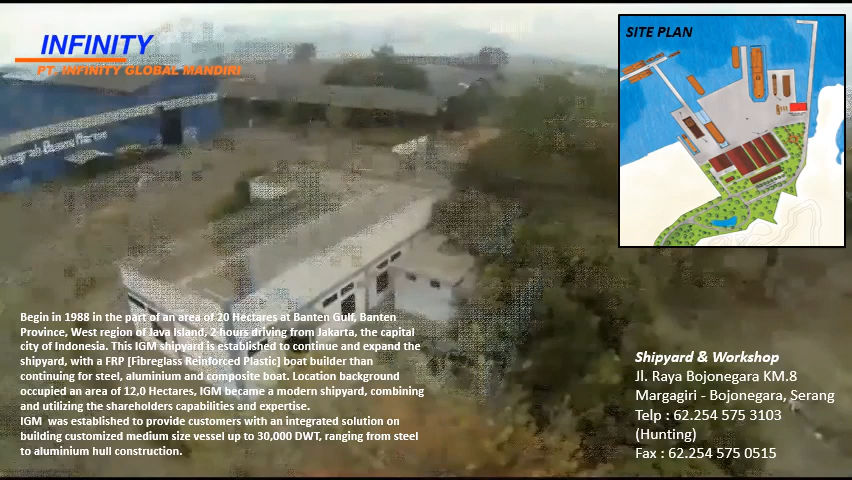 INFINITY
PT. INFINITY GLOBAL MANDIRI
SITE PLAN
Begin in 1988 in the part of an area of 20 Hectares at Banten Gulf, Banten
Province, West region of Java Island, 2 hours driving from Jakarta, the capital
city of Indonesia. This IGM shipyard is established to continue and expand the
shipyard, with a FRP [Fibreglass Reinforced Plastic] boat builder than
continuing for steel, aluminium and composite boat. Location background
occupied an area of 12,0 Hectares, IGM became a modern shipyard, combining
and utilizing the shareholders capabilities and expertise.
IGM was established to provide customers with an integrated solution on
building customized medium size vessel up to 30,000 DWT, ranging from steel
to aluminium hull construction.
Shipyard & Workshop
Jl. Raya Bojonegara KM.8
Margagiri - Bojonegara, Serang
Telp : 62.254 575 3103
(Hunting)
Fax : 62.254 575 0515